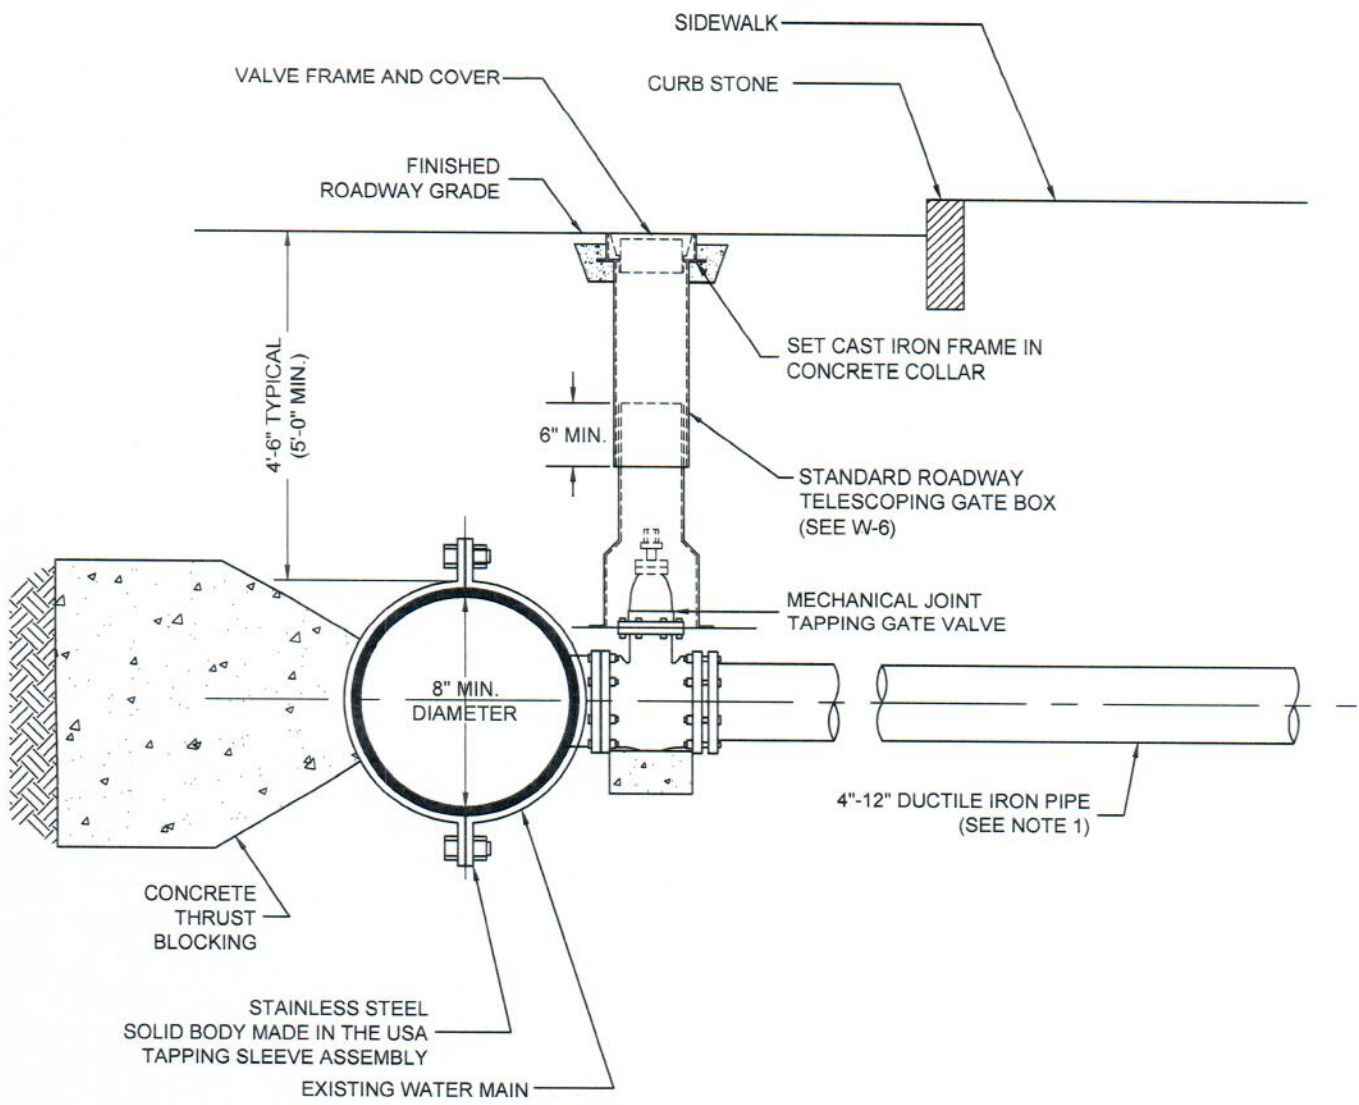 SIDEWALK
VALVE FRAME AND COVER
CURB STONE
FINISHED
ROADWAY GRADE
4'-6" TYPICAL
(5'-0" MIN.)
SET CAST IRON FRAME IN
CONCRETE COLLAR
6" MIN.
STANDARD ROADWAY
TELESCOPING GATE BOX
(SEE W-6)
MECHANICAL JOINT
TAPPING GATE VALVE
8" MIN.
DIAMETER
4"-12" DUCTILE IRON PIPE
(SEE NOTE 1)
CONCRETE
THRUST
BLOCKING
STAINLESS STEEL
SOLID BODY MADE IN THE USA
TAPPING SLEEVE ASSEMBLY
EXISTING WATER MAIN